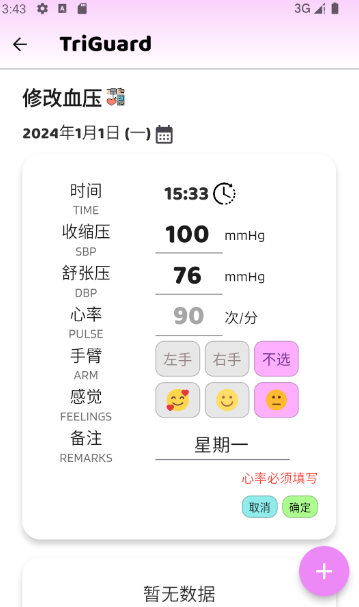 3:43
3G
TriGuard
修改血压
2024年1月1日 (一)
时间
TIME
15:33
收缩压
SBP
100 mmHg
舒张压
DBP
76 mmHg
心率
PULSE
90 次/分
手臂
ARM
左手 右手 不选
感觉
FEELINGS
备注
REMARKS
星期一
心率必须填写
取消 确定
+
暂无数据